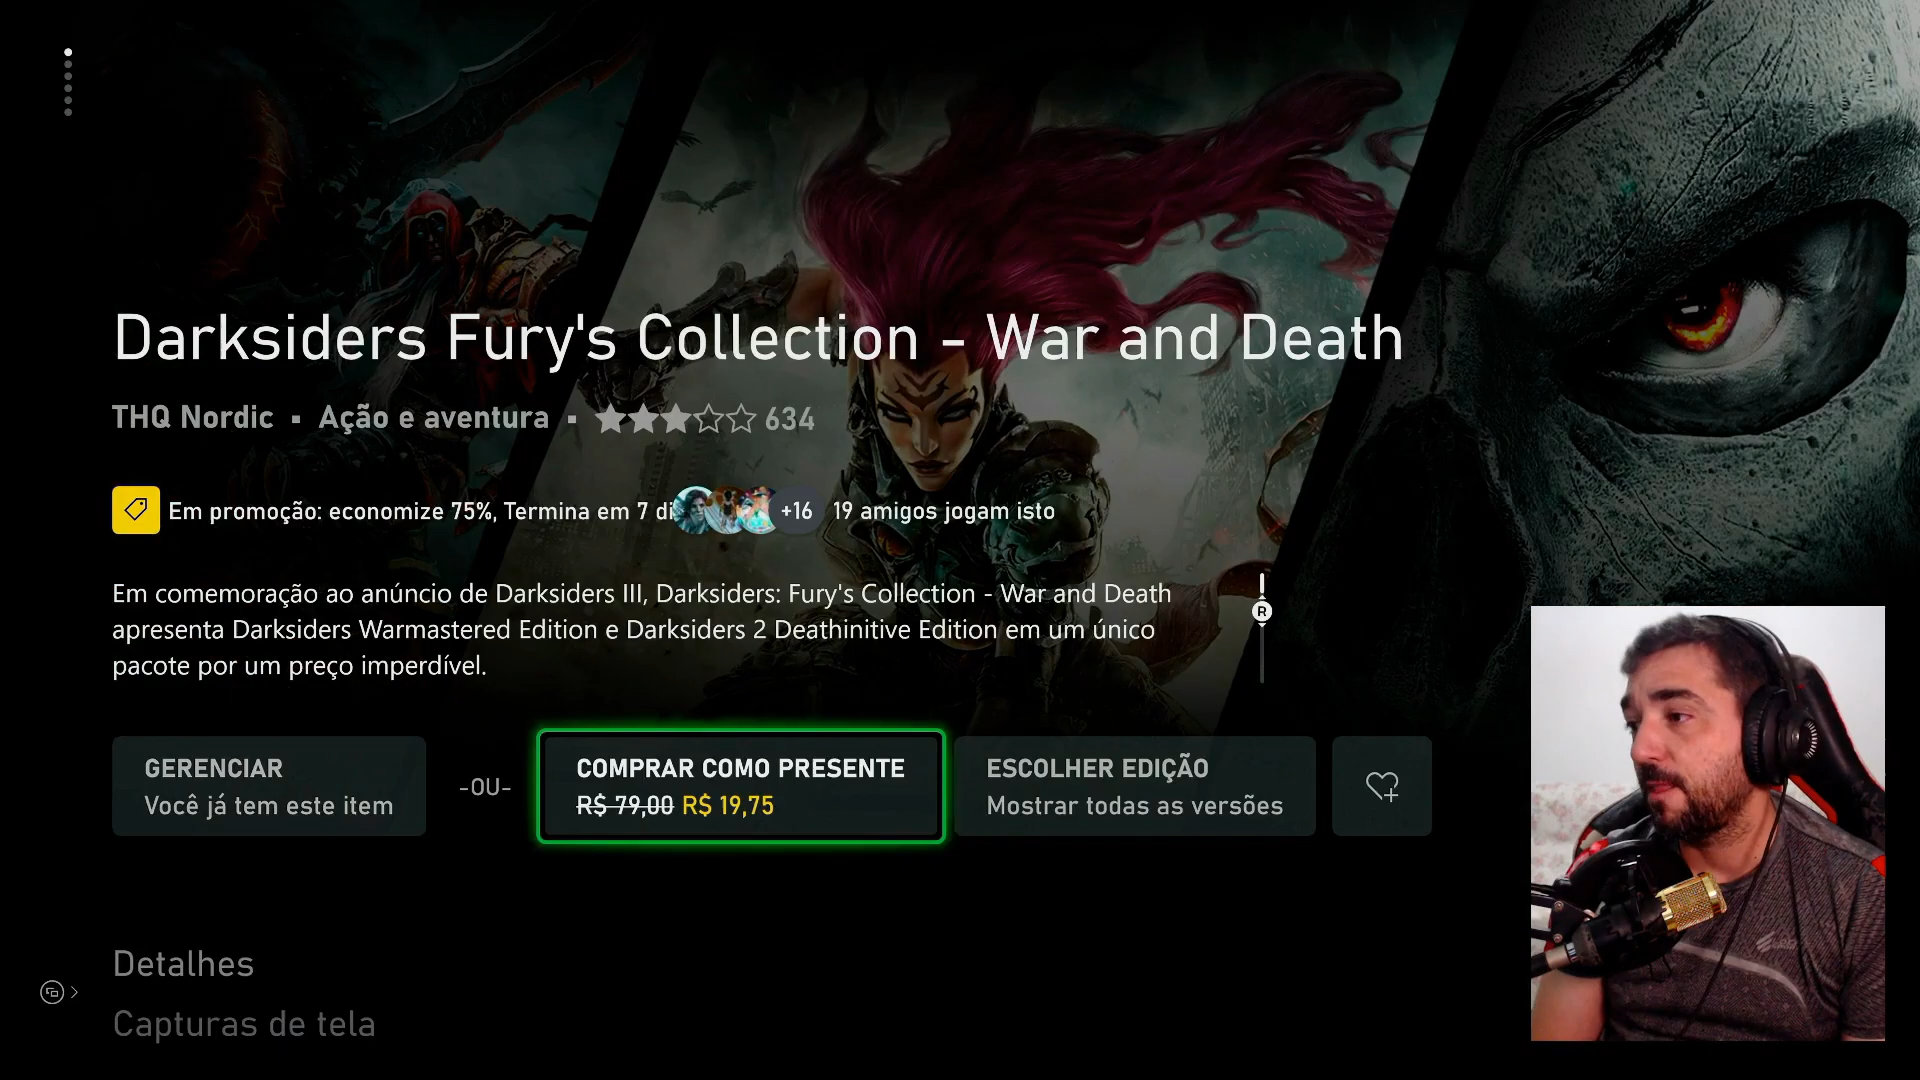 Darksiders Fury's Collection - War and Death
THQ Nordic ▪ Ação e aventura ▪ 634
Em promoção: economize 75%, Termina em 7 di
+16 19 amigos jogam isto
Em comemoração ao anúncio de Darksiders III, Darksiders: Fury's Collection - War and Death
apresenta Darksiders Warmastered Edition e Darksiders 2 Deathinitive Edition em um único
pacote por um preço imperdível.
R
GERENCIAR
Você já tem este item
-OU-
COMPRAR COMO PRESENTE
R$ 79,00 R$ 19,75
ESCOLHER EDIÇÃO
Mostrar todas as versões
Detalhes
Capturas de tela